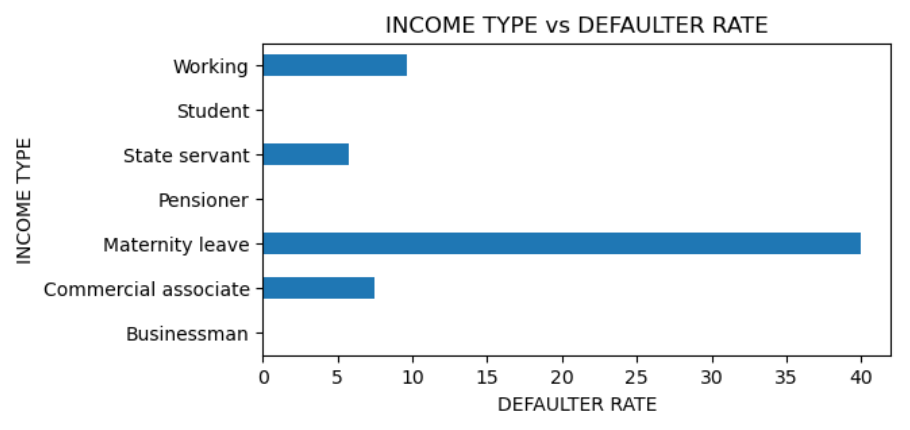 INCOME TYPE vs DEFAULTER RATE
INCOME TYPE
Working
Student
State servant
Pensioner
Maternity leave
Commercial associate
Businessman
0 5 10 15 20 25 30 35 40
DEFAULTER RATE